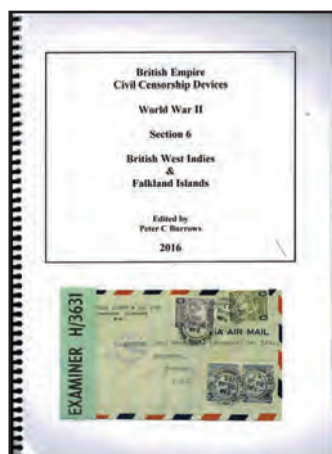 British Empire
Civil Censorship Devices
World War II
Section 6
British West Indies
&
Falkland Islands
Edited by
Peter C Burrows
2016
EXAMINER H/3631
VIA AIR MAIL